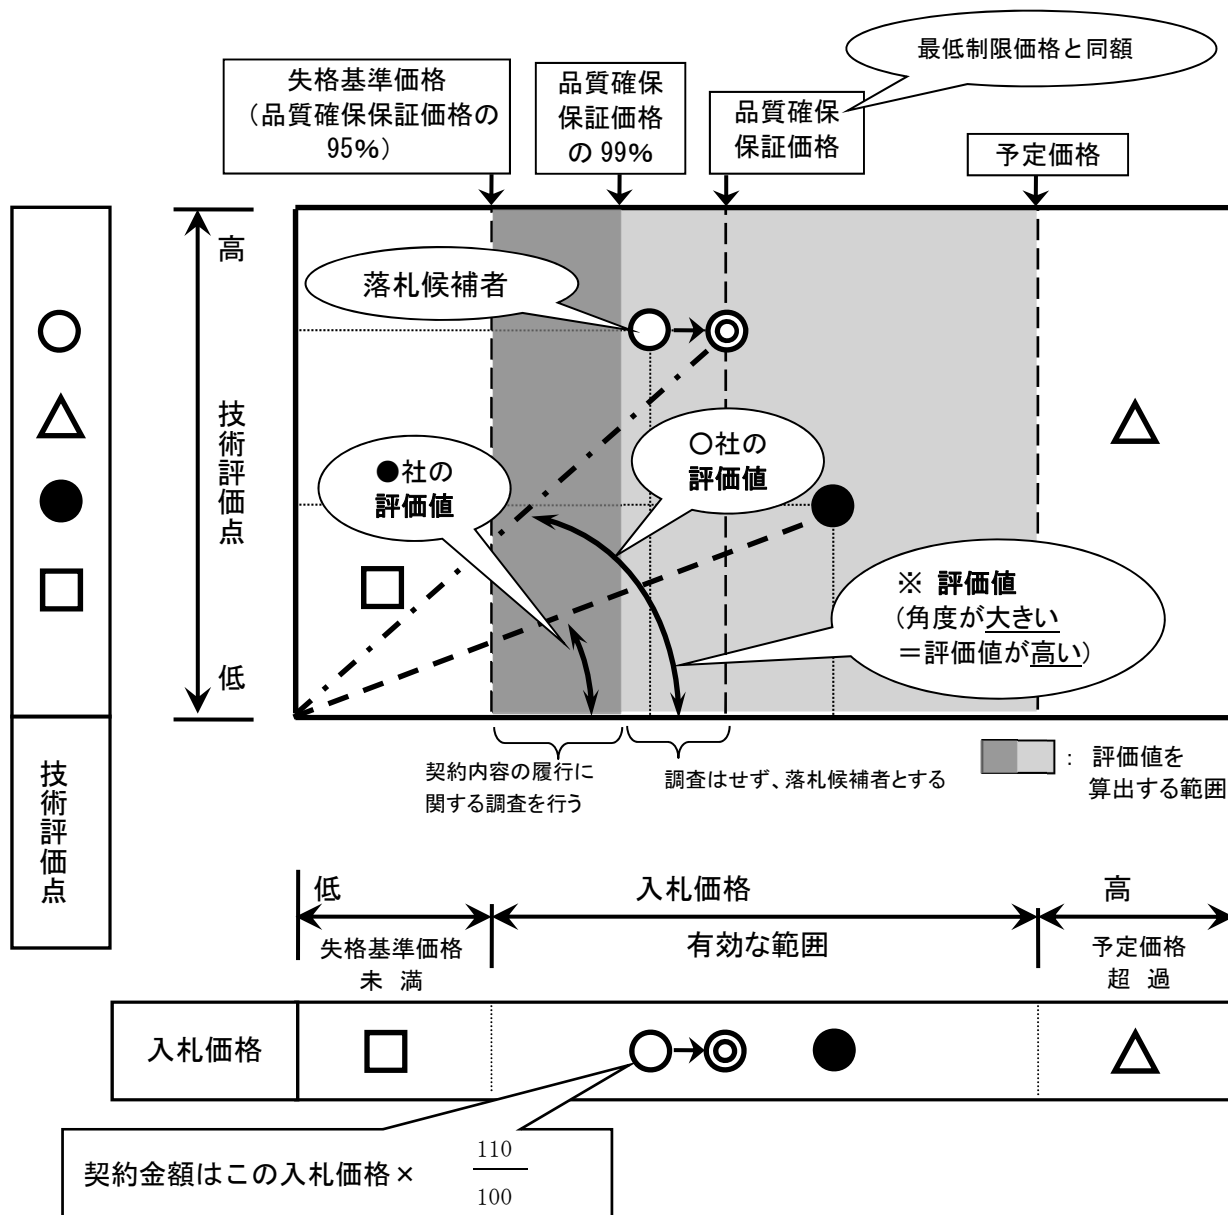 最低制限価格と同額
失格基準価格
（品質確保保証価格の
95％）
品質確保
保証価格
の 99％
品質確保
保証価格
予定価格
高
落札候補者
技術評価点
●社の
評価値
〇社の
評価値
※ 評価値
（角度が大きい
＝評価値が高い）
低
契約内容の履行に
関する調査を行う
調査はせず、落札候補者とする
： 評価値を
算出する範囲
技術評価点
低
入札価格
高
失格基準価格
未 満
有効な範囲
予定価格
超 過
入札価格
契約金額はこの入札価格× 110
100